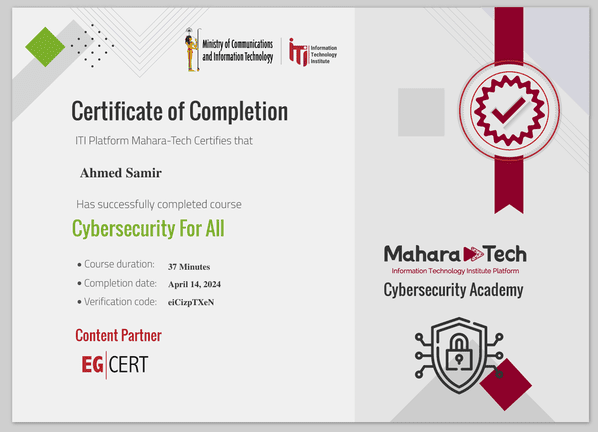 Ministry of Communications
and Information Technology
iTi
Information
Technology
Institute
Certificate of Completion
ITI Platform Mahara-Tech Certifies that
Ahmed Samir
Has successfully completed course
Cybersecurity For All
Course duration: 37 Minutes
Completion date: April 14, 2024
Verification code: eiCizpTXeN
Content Partner
EG CERT
Mahara Tech
Information Technology Institute Platform
Cybersecurity Academy